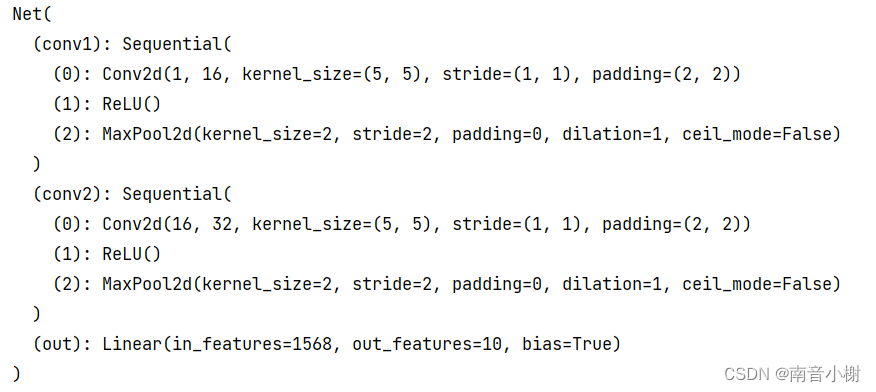 Net(
  (conv1): Sequential(
    (0): Conv2d(1, 16, kernel_size=(5, 5), stride=(1, 1), padding=(2, 2))
    (1): ReLU()
    (2): MaxPool2d(kernel_size=2, stride=2, padding=0, dilation=1, ceil_mode=False)
  )
  (conv2): Sequential(
    (0): Conv2d(16, 32, kernel_size=(5, 5), stride=(1, 1), padding=(2, 2))
    (1): ReLU()
    (2): MaxPool2d(kernel_size=2, stride=2, padding=0, dilation=1, ceil_mode=False)
  )
  (out): Linear(in_features=1568, out_features=10, bias=True)
)
CSDN @南音小榭